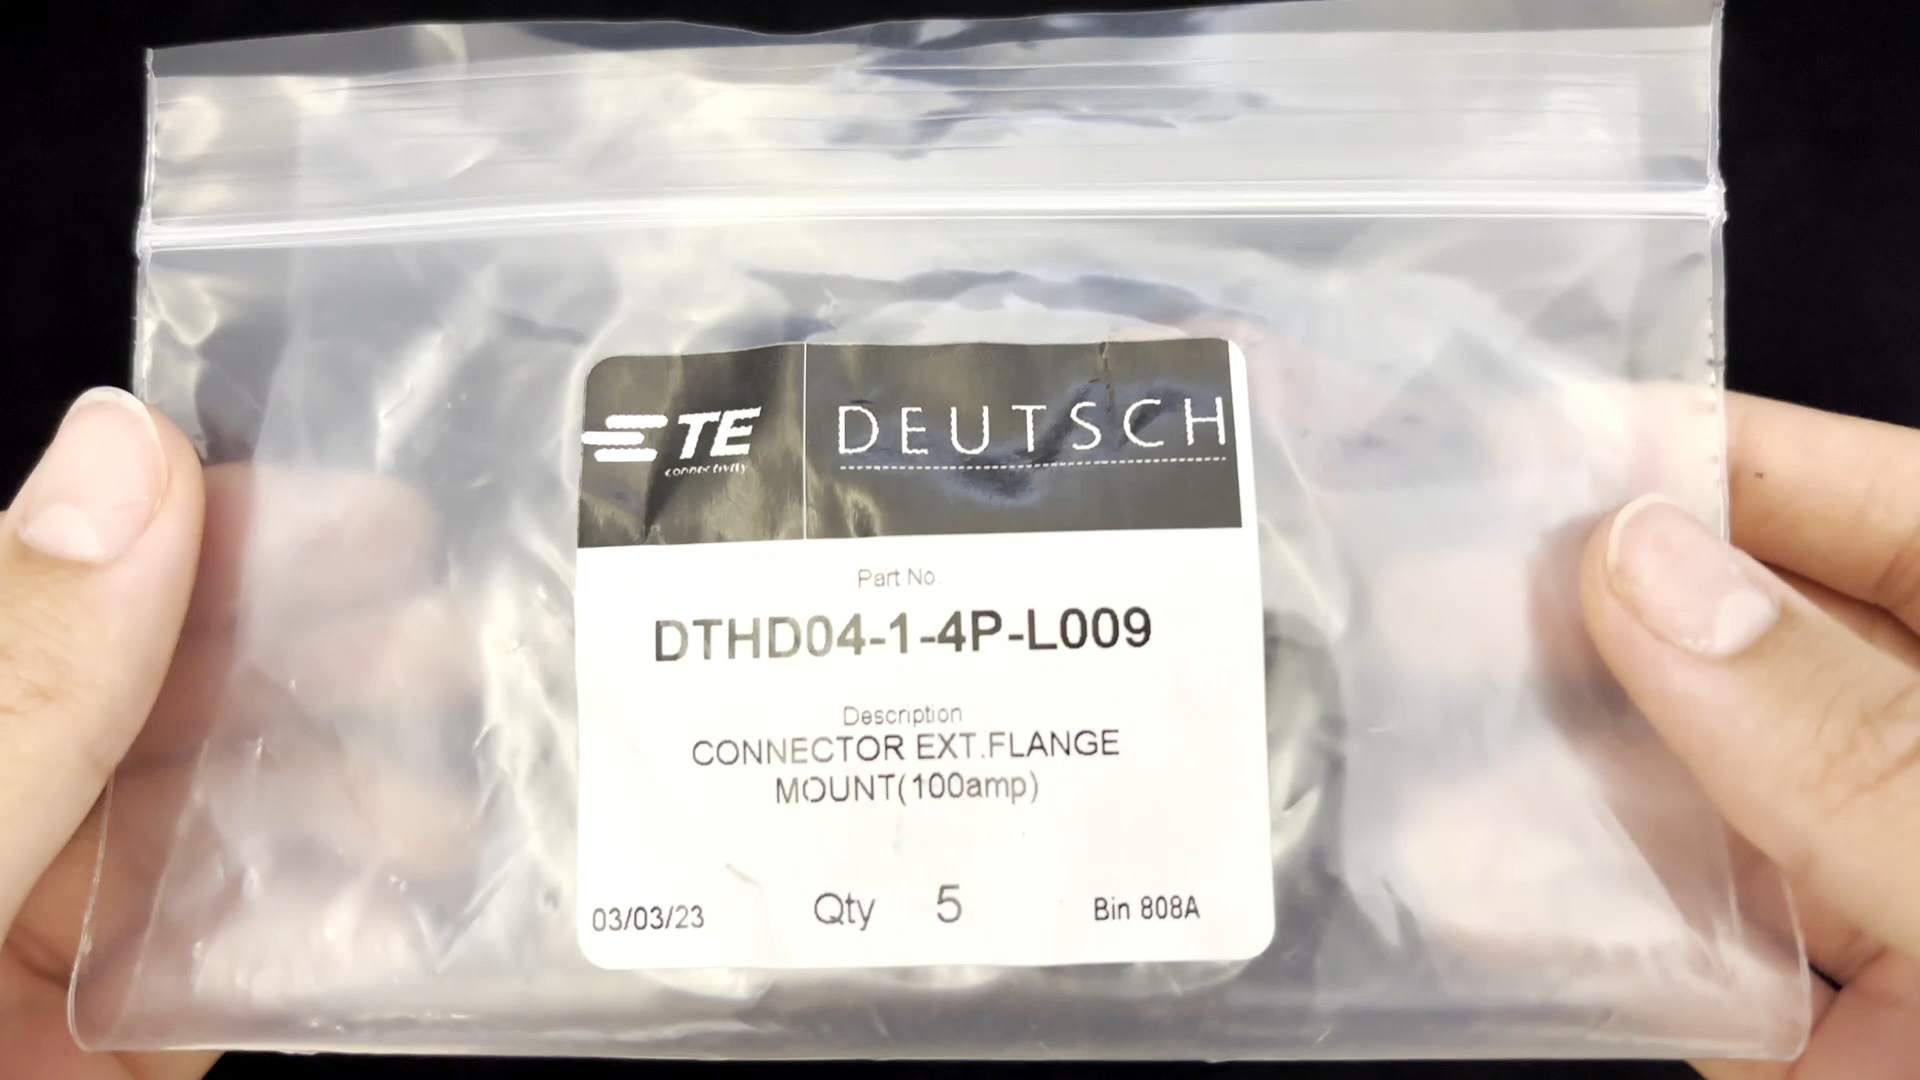 TE
connectivity
DEUTSCH
Part No.
DTHD04-1-4P-L009
Description
CONNECTOR EXT.FLANGE
MOUNT(100amp)
03/03/23 Qty 5 Bin 808A